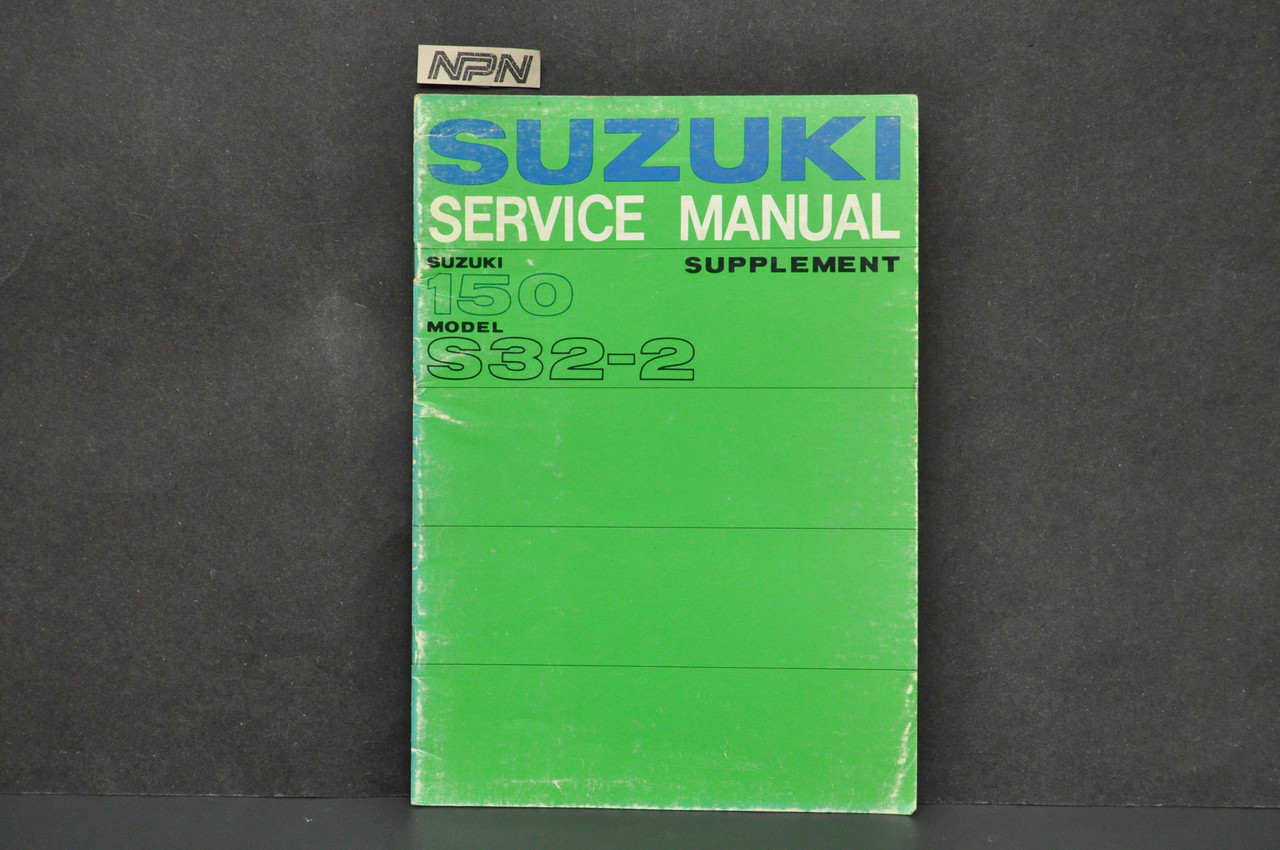 NPN
SUZUKI
SERVICE MANUAL
SUZUKI SUPPLEMENT
150
MODEL
S32-2